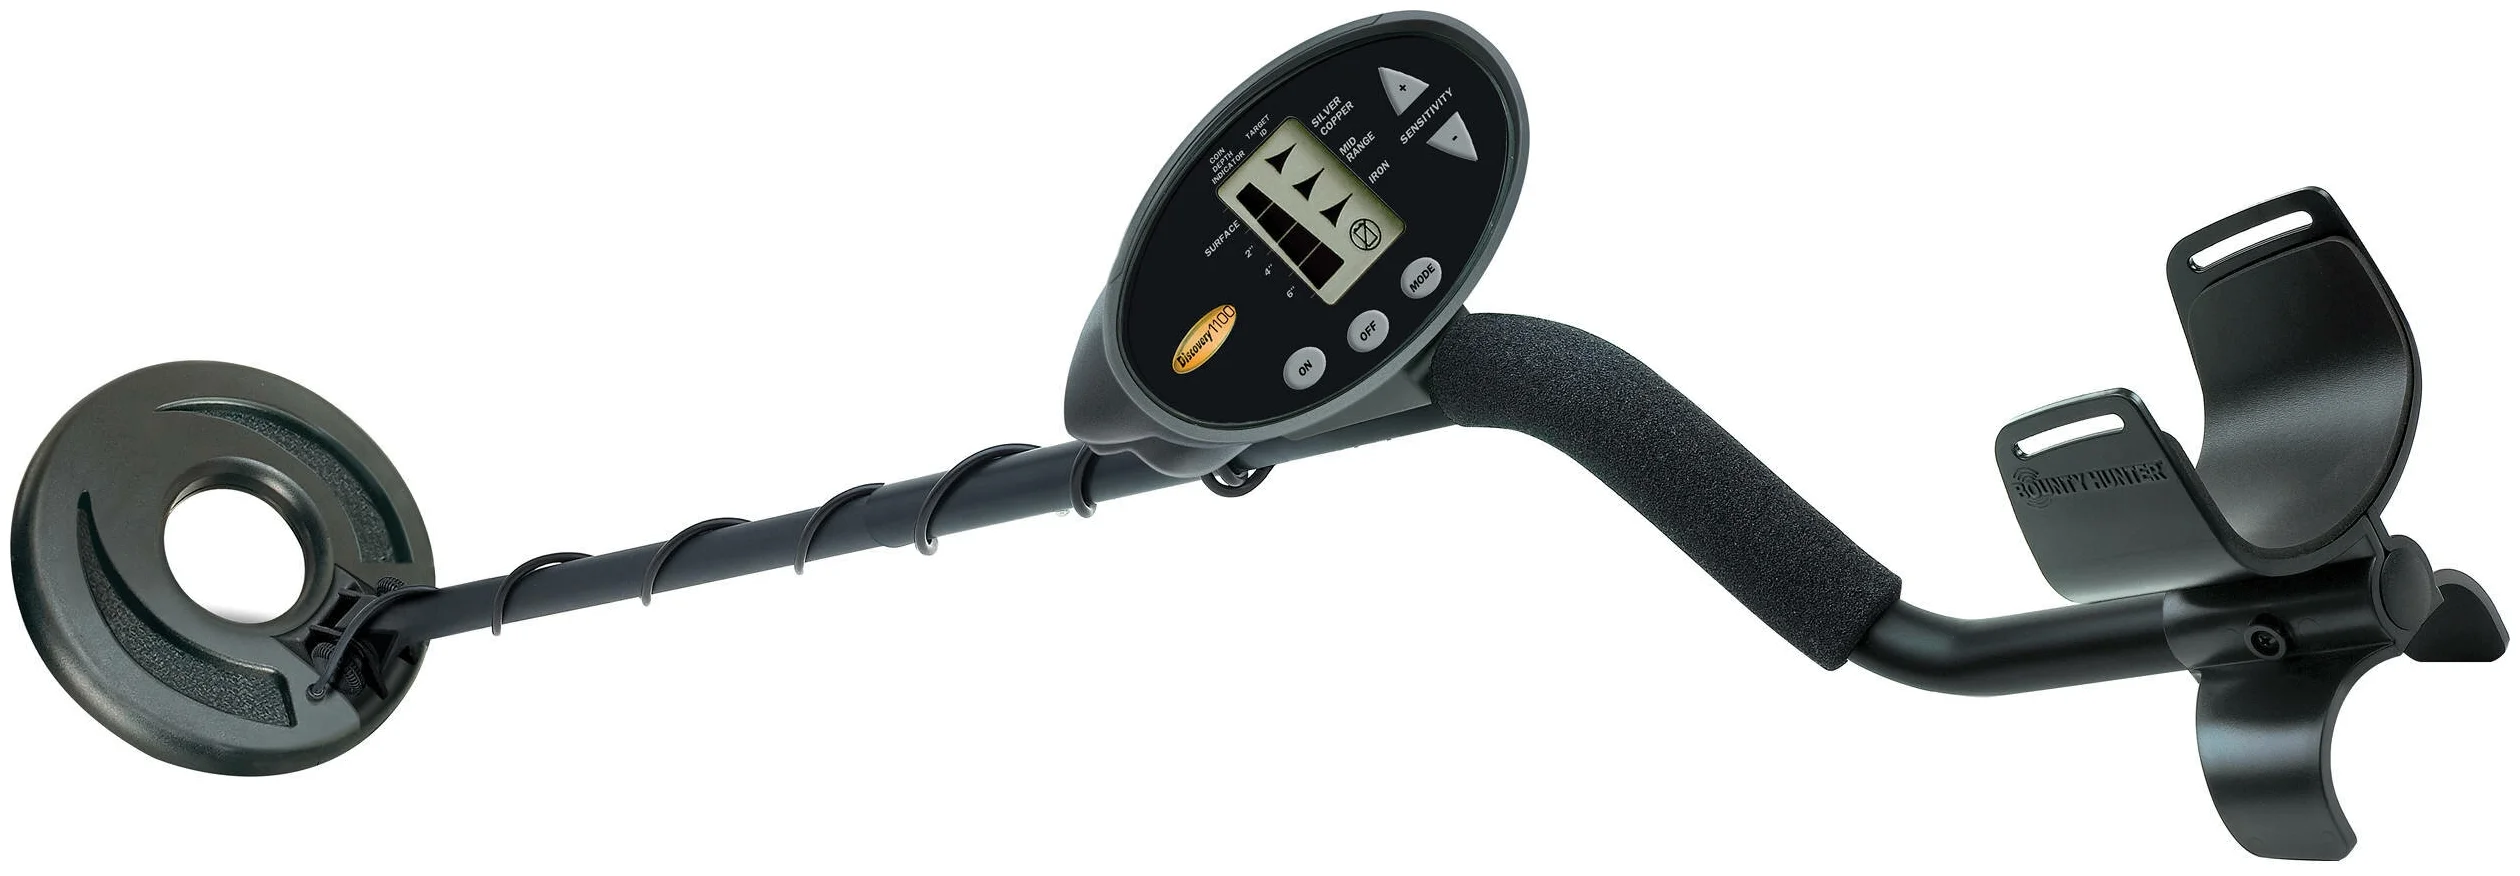 TARGET
ID
COIN
DEPTH
INDICATOR
SILVER
COPPER
MID
RANGE
IRON
+
SENSITIVITY
-
SURFACE
2"
4"
6"
MODE
OFF
ON
Discovery 1100
BOUNTY HUNTER